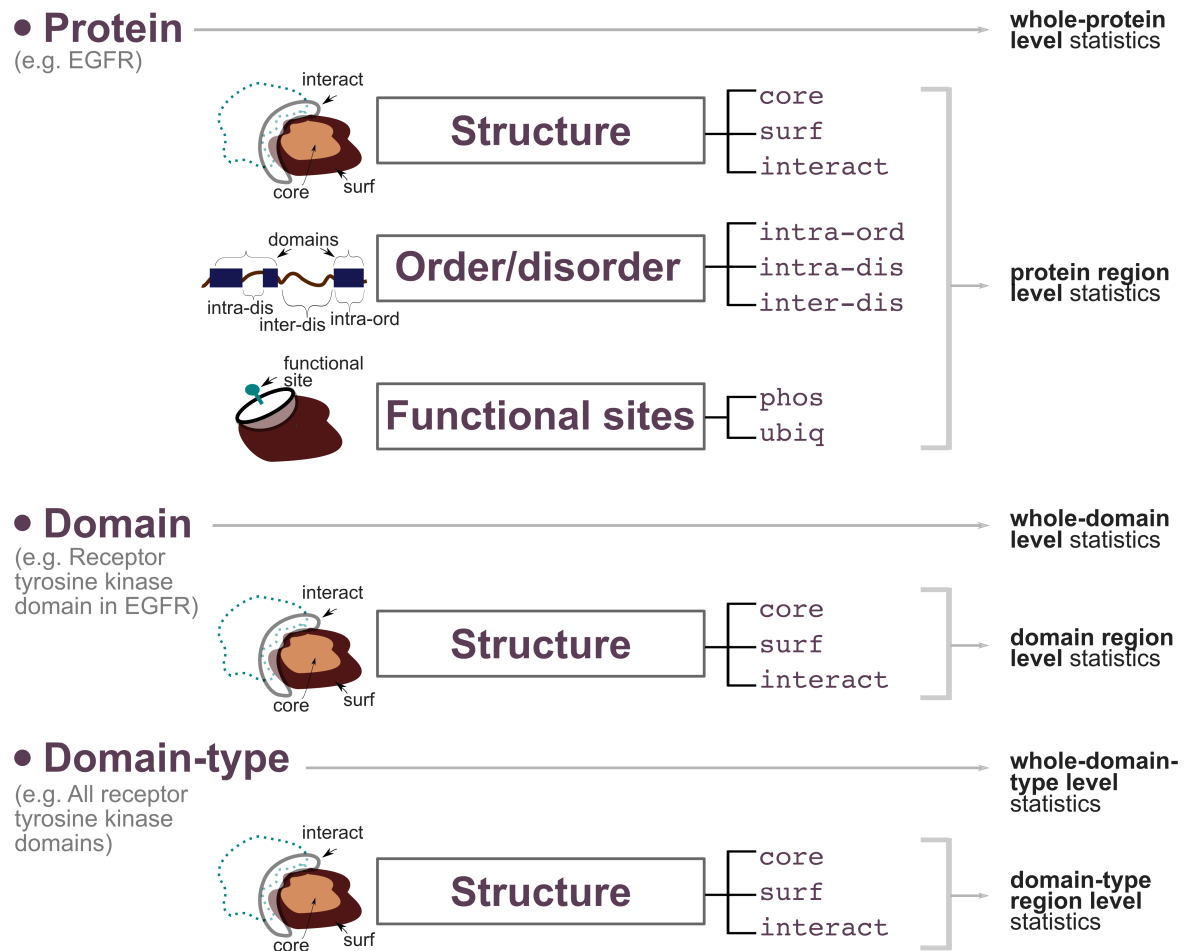 • Protein
(e.g. EGFR)
whole-protein
level statistics
interact
core
surf
Structure
core
surf
interact
domains
intra-dis
inter-dis
intra-ord
Order/disorder
intra-ord
intra-dis
inter-dis
protein region
level statistics
functional
site
Functional sites
phos
ubiq
• Domain
(e.g. Receptor
tyrosine kinase
domain in EGFR)
whole-domain
level statistics
interact
core
surf
Structure
core
surf
interact
domain region
level statistics
• Domain-type
(e.g. All receptor
tyrosine kinase
domains)
whole-domain-
type level
statistics
interact
core
surf
Structure
core
surf
interact
domain-type
region level
statistics